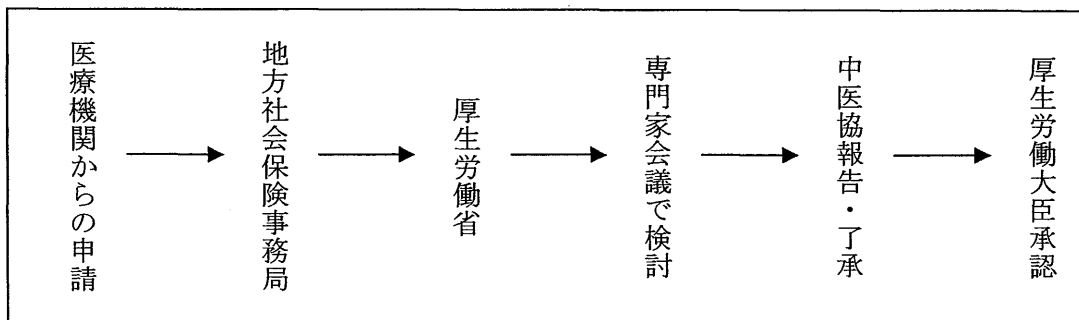 医療機関からの申請
地方社会保険事務局
厚生労働省
専門家会議で検討
中医協報告・了承
厚生労働大臣承認